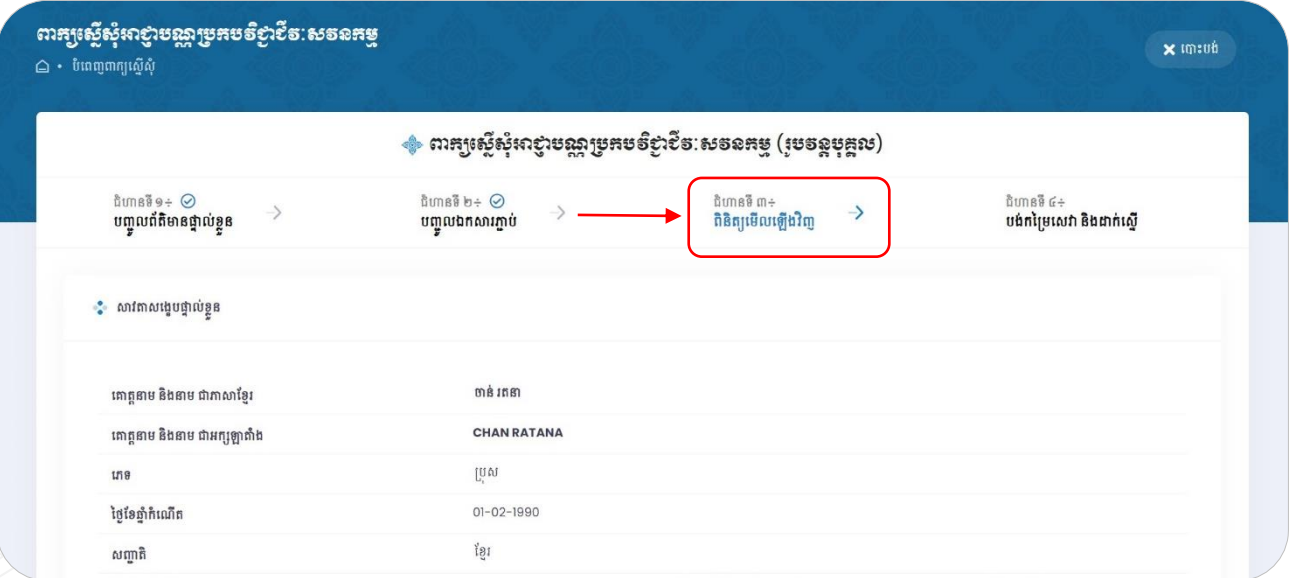 ពាក្យស្នើសុំអាជ្ញាបណ្ណប្រកបវិជ្ជាជីវៈសវនកម្ម
បំពេញពាក្យស្នើសុំ
បោះបង់
ពាក្យស្នើសុំអាជ្ញាបណ្ណប្រកបវិជ្ជាជីវៈសវនកម្ម (រូបវន្តបុគ្គល)
ជំហានទី ១÷
បញ្ចូលព័ត៌មានផ្ទាល់ខ្លួន
ជំហានទី ២÷
បញ្ចូលឯកសារភ្ជាប់
ជំហានទី ៣÷
ពិនិត្យមើលឡើងវិញ
ជំហានទី ៤÷
បង់កម្រៃសេវា និងដាក់ស្នើ
សាវតាសង្ខេបផ្ទាល់ខ្លួន
គោត្តនាម និងនាម ជាភាសាខ្មែរ ចាន់ រតនា
គោត្តនាម និងនាម ជាអក្សរឡាតាំង CHAN RATANA
ភេទ ប្រុស
ថ្ងៃខែឆ្នាំកំណើត 01-02-1990
សញ្ជាតិ ខ្មែរ